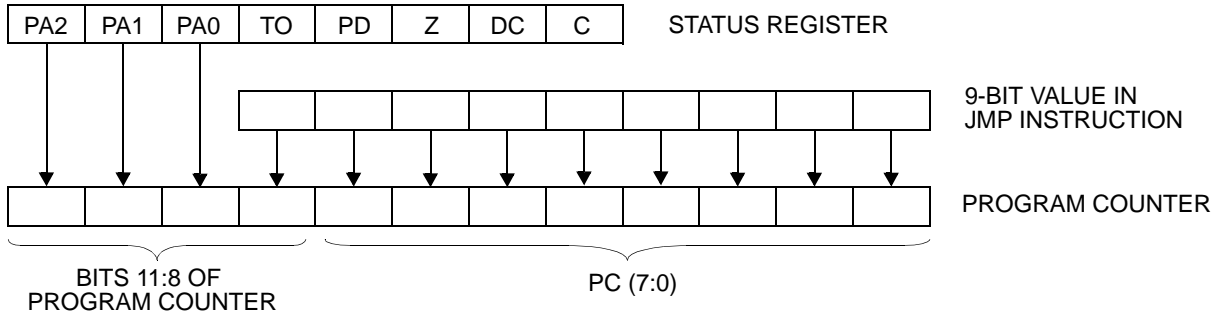 PA2 PA1 PA0 TO PD Z DC C STATUS REGISTER
9-BIT VALUE IN
JMP INSTRUCTION
PROGRAM COUNTER
BITS 11:8 OF
PROGRAM COUNTER
PC (7:0)